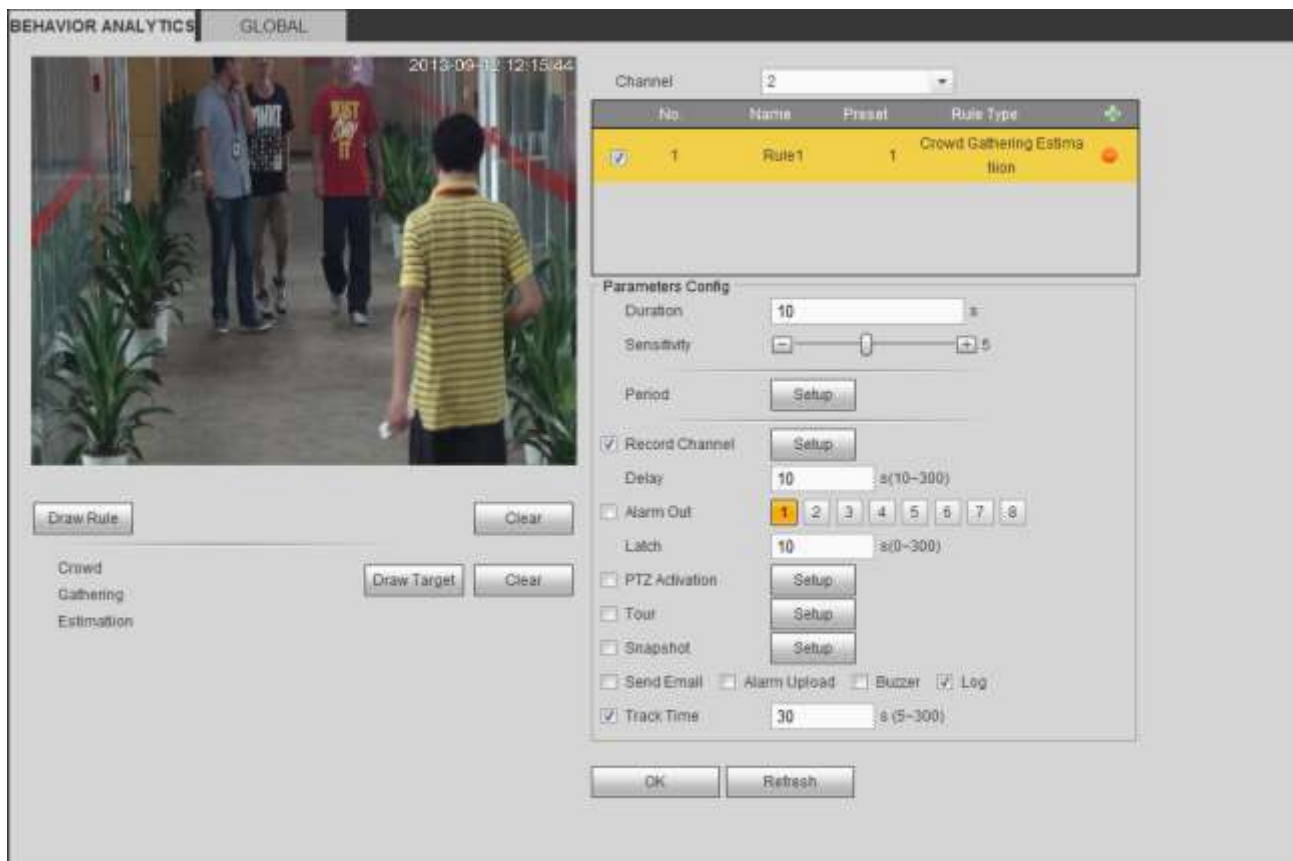 BEHAVIOR ANALYTICS GLOBAL
2013-09-12 12:15:44
JUST
IT
Draw Rule Clear
Crowd
Gathering
Estimatiion
Draw Target Clear
Channel 2
No. Name Preset Rule Type
1 Rule1 1 Crowd Gathering Estima
tiion
Parameters Config
Duration 10 s
Sensitivity - + 5
Period Setup
Record Channel Setup
Delay 10 s(10~300)
Alarm Out 1 2 3 4 5 6 7 8
Latch 10 s(0~300)
PTZ Activation Setup
Tour Setup
Snapshot Setup
Send Email Alarm Upload Buzzer Log
Track Time 30 s (5~300)
OK Refresh